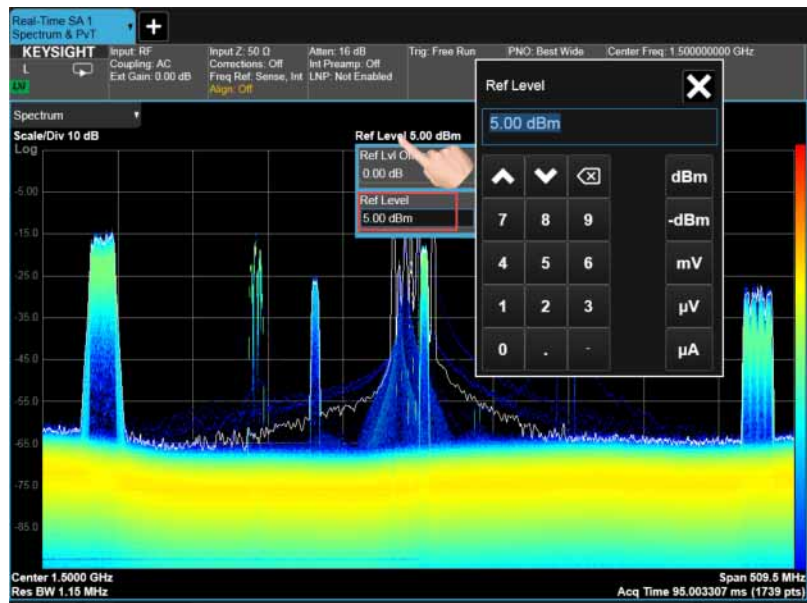 Real-Time SA 1
Spectrum & PvT
KEYSIGHT
L
LXI
Input: RF
Coupling: AC
Ext Gain: 0.00 dB
Input Z: 50 Ω
Corrections: Off
Freq Ref: Sense, Int
Align: Off
Atten: 16 dB
Int Preamp: Off
LNP: Not Enabled
Trig: Free Run
PNO: Best Wide
Center Freq: 1.500000000 GHz
Spectrum
Scale/Div 10 dB
Log
Ref Level 5.00 dBm
Ref Lvl
0.00 dB
Ref Level
5.00 dBm
Ref Level
5.00 dBm
dBm
7 8 9 -dBm
4 5 6 mV
1 2 3 µV
0 . - µA
-5.00
-15.0
-25.0
-35.0
-45.0
-55.0
-65.0
-75.0
-85.0
Center 1.5000 GHz
Res BW 1.15 MHz
Span 509.5 MHz
Acq Time 95.003307 ms (1739 pts)